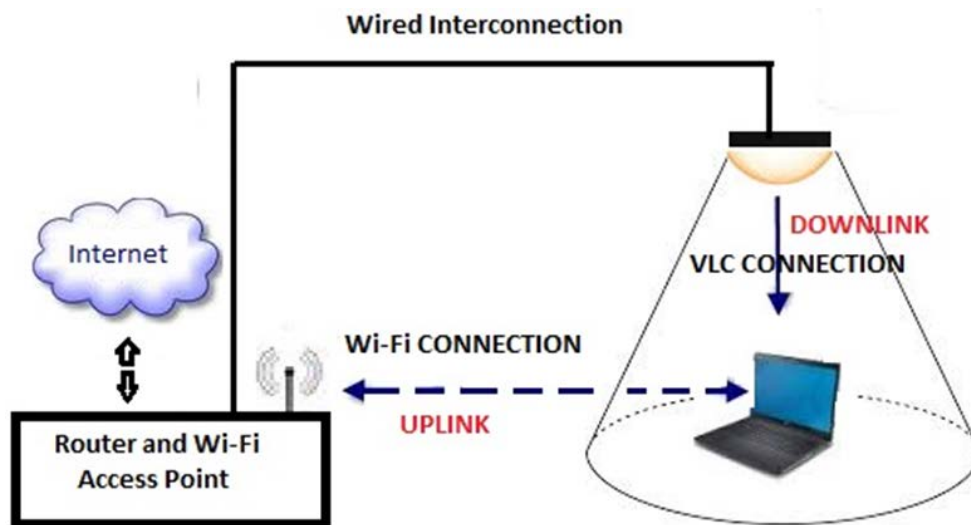 Wired Interconnection
DOWNLINK
VLC CONNECTION
Internet
Wi-Fi CONNECTION
UPLINK
Router and Wi-Fi
Access Point